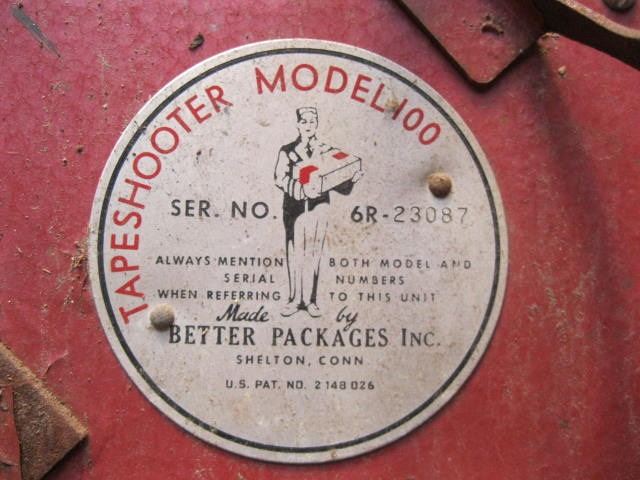 TAPESHOOTER MODEL 100
SER. NO. 6R-23087
ALWAYS MENTION BOTH MODEL AND
SERIAL NUMBERS
WHEN REFERRING TO THIS UNIT
Made by
BETTER PACKAGES INC.
SHELTON, CONN
U.S. PAT. NO. 2 148 026